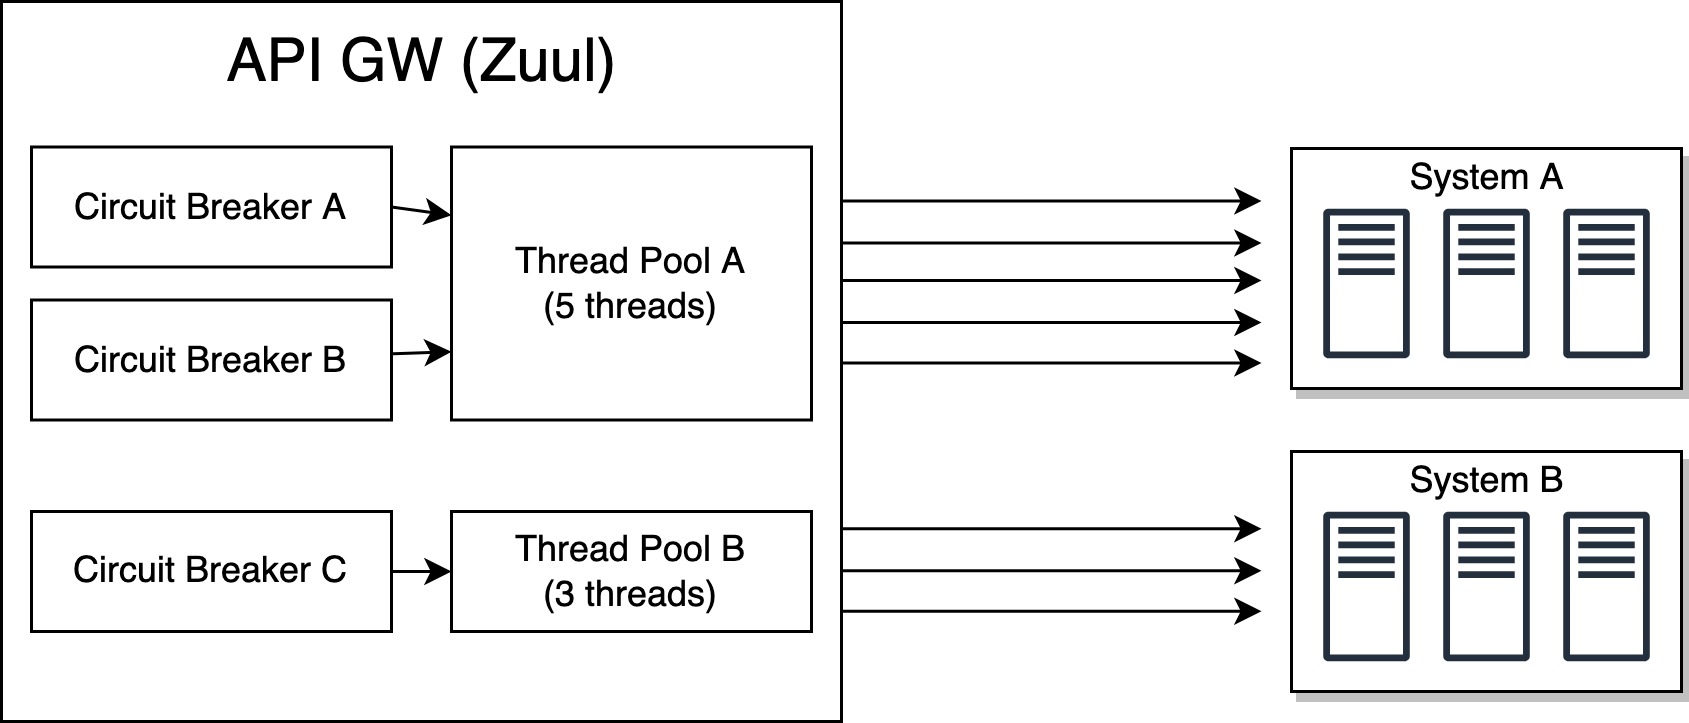 API GW (Zuul)
Circuit Breaker A
Circuit Breaker B
Thread Pool A
(5 threads)
System A
Circuit Breaker C
Thread Pool B
(3 threads)
System B